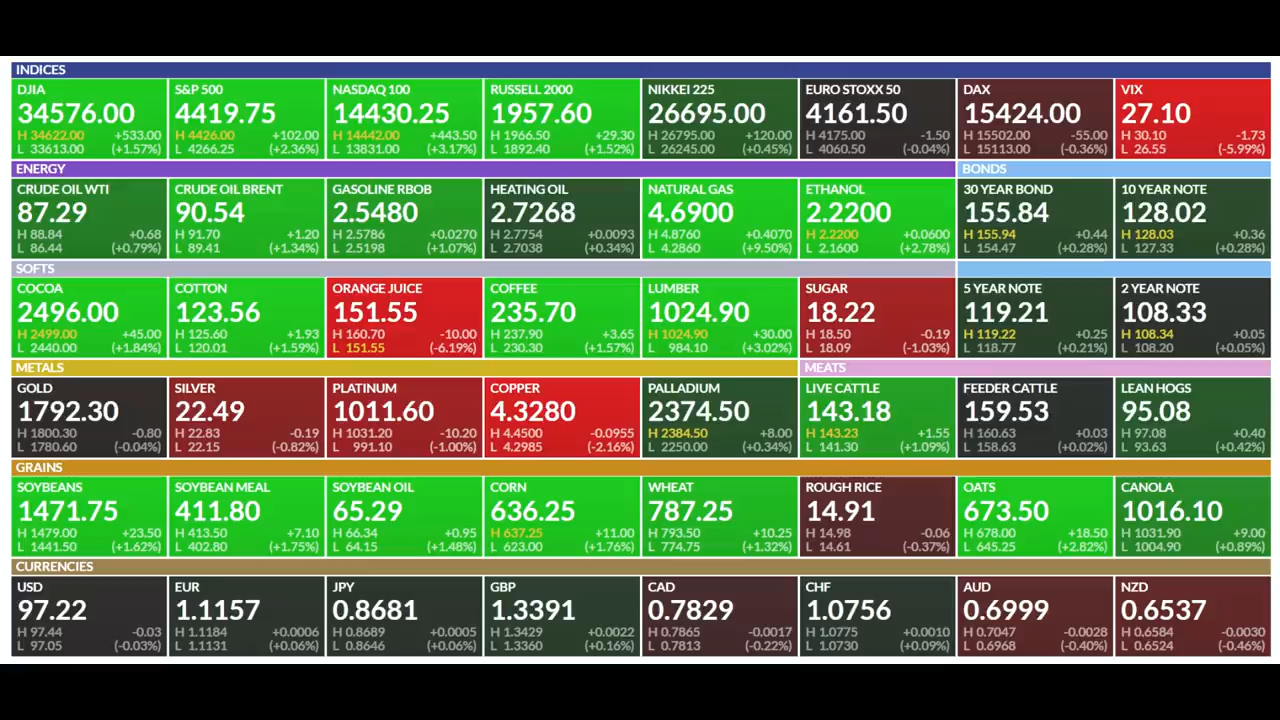 INDICES
DJIA S&P 500 NASDAQ 100 RUSSELL 2000 NIKKEI 225 EURO STOXX 50 DAX VIX
34576.00 4419.75 14430.25 1957.60 26695.00 4161.50 15424.00 27.10
H 34622.00 +533.00 H 4426.00 +102.00 H 14442.00 +443.50 H 1966.50 +29.30 H 26795.00 +120.00 H 4175.00 -1.50 H 15502.00 -55.00 H 30.10 -1.73
L 33613.00 (+1.57%) L 4266.25 (+2.36%) L 13831.00 (+3.17%) L 1892.40 (+1.52%) L 26245.00 (+0.45%) L 4060.50 (-0.04%) L 15113.00 (-0.36%) L 26.55 (-5.99%)
ENERGY BONDS
CRUDE OIL WTI CRUDE OIL BRENT GASOLINE RBOB HEATING OIL NATURAL GAS ETHANOL 30 YEAR BOND 10 YEAR NOTE
87.29 90.54 2.5480 2.7268 4.6900 2.2200 155.84 128.02
H 88.84 +0.68 H 91.70 +1.20 H 2.5786 +0.0270 H 2.7754 +0.0093 H 4.8760 +0.4070 H 2.2200 +0.0600 H 155.94 +0.44 H 128.03 +0.36
L 86.44 (+0.79%) L 89.41 (+1.34%) L 2.5198 (+1.07%) L 2.7038 (+0.34%) L 4.2860 (+9.50%) L 2.1600 (+2.78%) L 154.47 (+0.28%) L 127.33 (+0.28%)
SOFTS
COCOA COTTON ORANGE JUICE COFFEE LUMBER SUGAR 5 YEAR NOTE 2 YEAR NOTE
2496.00 123.56 151.55 235.70 1024.90 18.22 119.21 108.33
H 2499.00 +45.00 H 125.60 +1.93 H 160.70 -10.00 H 237.90 +3.65 H 1024.90 +30.00 H 18.50 -0.19 H 119.22 +0.25 H 108.34 +0.05
L 2440.00 (+1.84%) L 120.01 (+1.59%) L 151.55 (-6.19%) L 230.30 (+1.57%) L 984.10 (+3.02%) L 18.09 (-1.03%) L 118.77 (+0.21%) L 108.20 (+0.05%)
METALS MEATS
GOLD SILVER PLATINUM COPPER PALLADIUM LIVE CATTLE FEEDER CATTLE LEAN HOGS
1792.30 22.49 1011.60 4.3280 2374.50 143.18 159.53 95.08
H 1800.30 -0.80 H 22.83 -0.19 H 1031.20 -10.20 H 4.4500 -0.0955 H 2384.50 +8.00 H 143.23 +1.55 H 160.63 +0.03 H 97.08 +0.40
L 1780.60 (-0.04%) L 22.15 (-0.82%) L 991.10 (-1.00%) L 4.2985 (-2.16%) L 2250.00 (+0.34%) L 141.30 (+1.09%) L 158.63 (+0.02%) L 93.63 (+0.42%)
GRAINS
SOYBEANS SOYBEAN MEAL SOYBEAN OIL CORN WHEAT ROUGH RICE OATS CANOLA
1471.75 411.80 65.29 636.25 787.25 14.91 673.50 1016.10
H 1479.00 +23.50 H 413.50 +7.10 H 66.34 +0.95 H 637.25 +11.00 H 793.50 +10.25 H 14.98 -0.06 H 678.00 +18.50 H 1031.90 +9.00
L 1441.50 (+1.62%) L 402.80 (+1.75%) L 64.15 (+1.48%) L 623.00 (+1.76%) L 774.75 (+1.32%) L 14.61 (-0.37%) L 645.25 (+2.82%) L 1004.90 (+0.89%)
CURRENCIES
USD EUR JPY GBP CAD CHF AUD NZD
97.22 1.1157 0.8681 1.3391 0.7829 1.0756 0.6999 0.6537
H 97.44 -0.03 H 1.1184 +0.0006 H 0.8689 +0.0005 H 1.3429 +0.0022 H 0.7865 -0.0017 H 1.0775 +0.0010 H 0.7047 -0.0028 H 0.6584 -0.0030
L 97.05 (-0.03%) L 1.1131 (+0.06%) L 0.8646 (+0.06%) L 1.3360 (+0.16%) L 0.7813 (-0.22%) L 1.0730 (+0.09%) L 0.6968 (-0.40%) L 0.6524 (-0.46%)